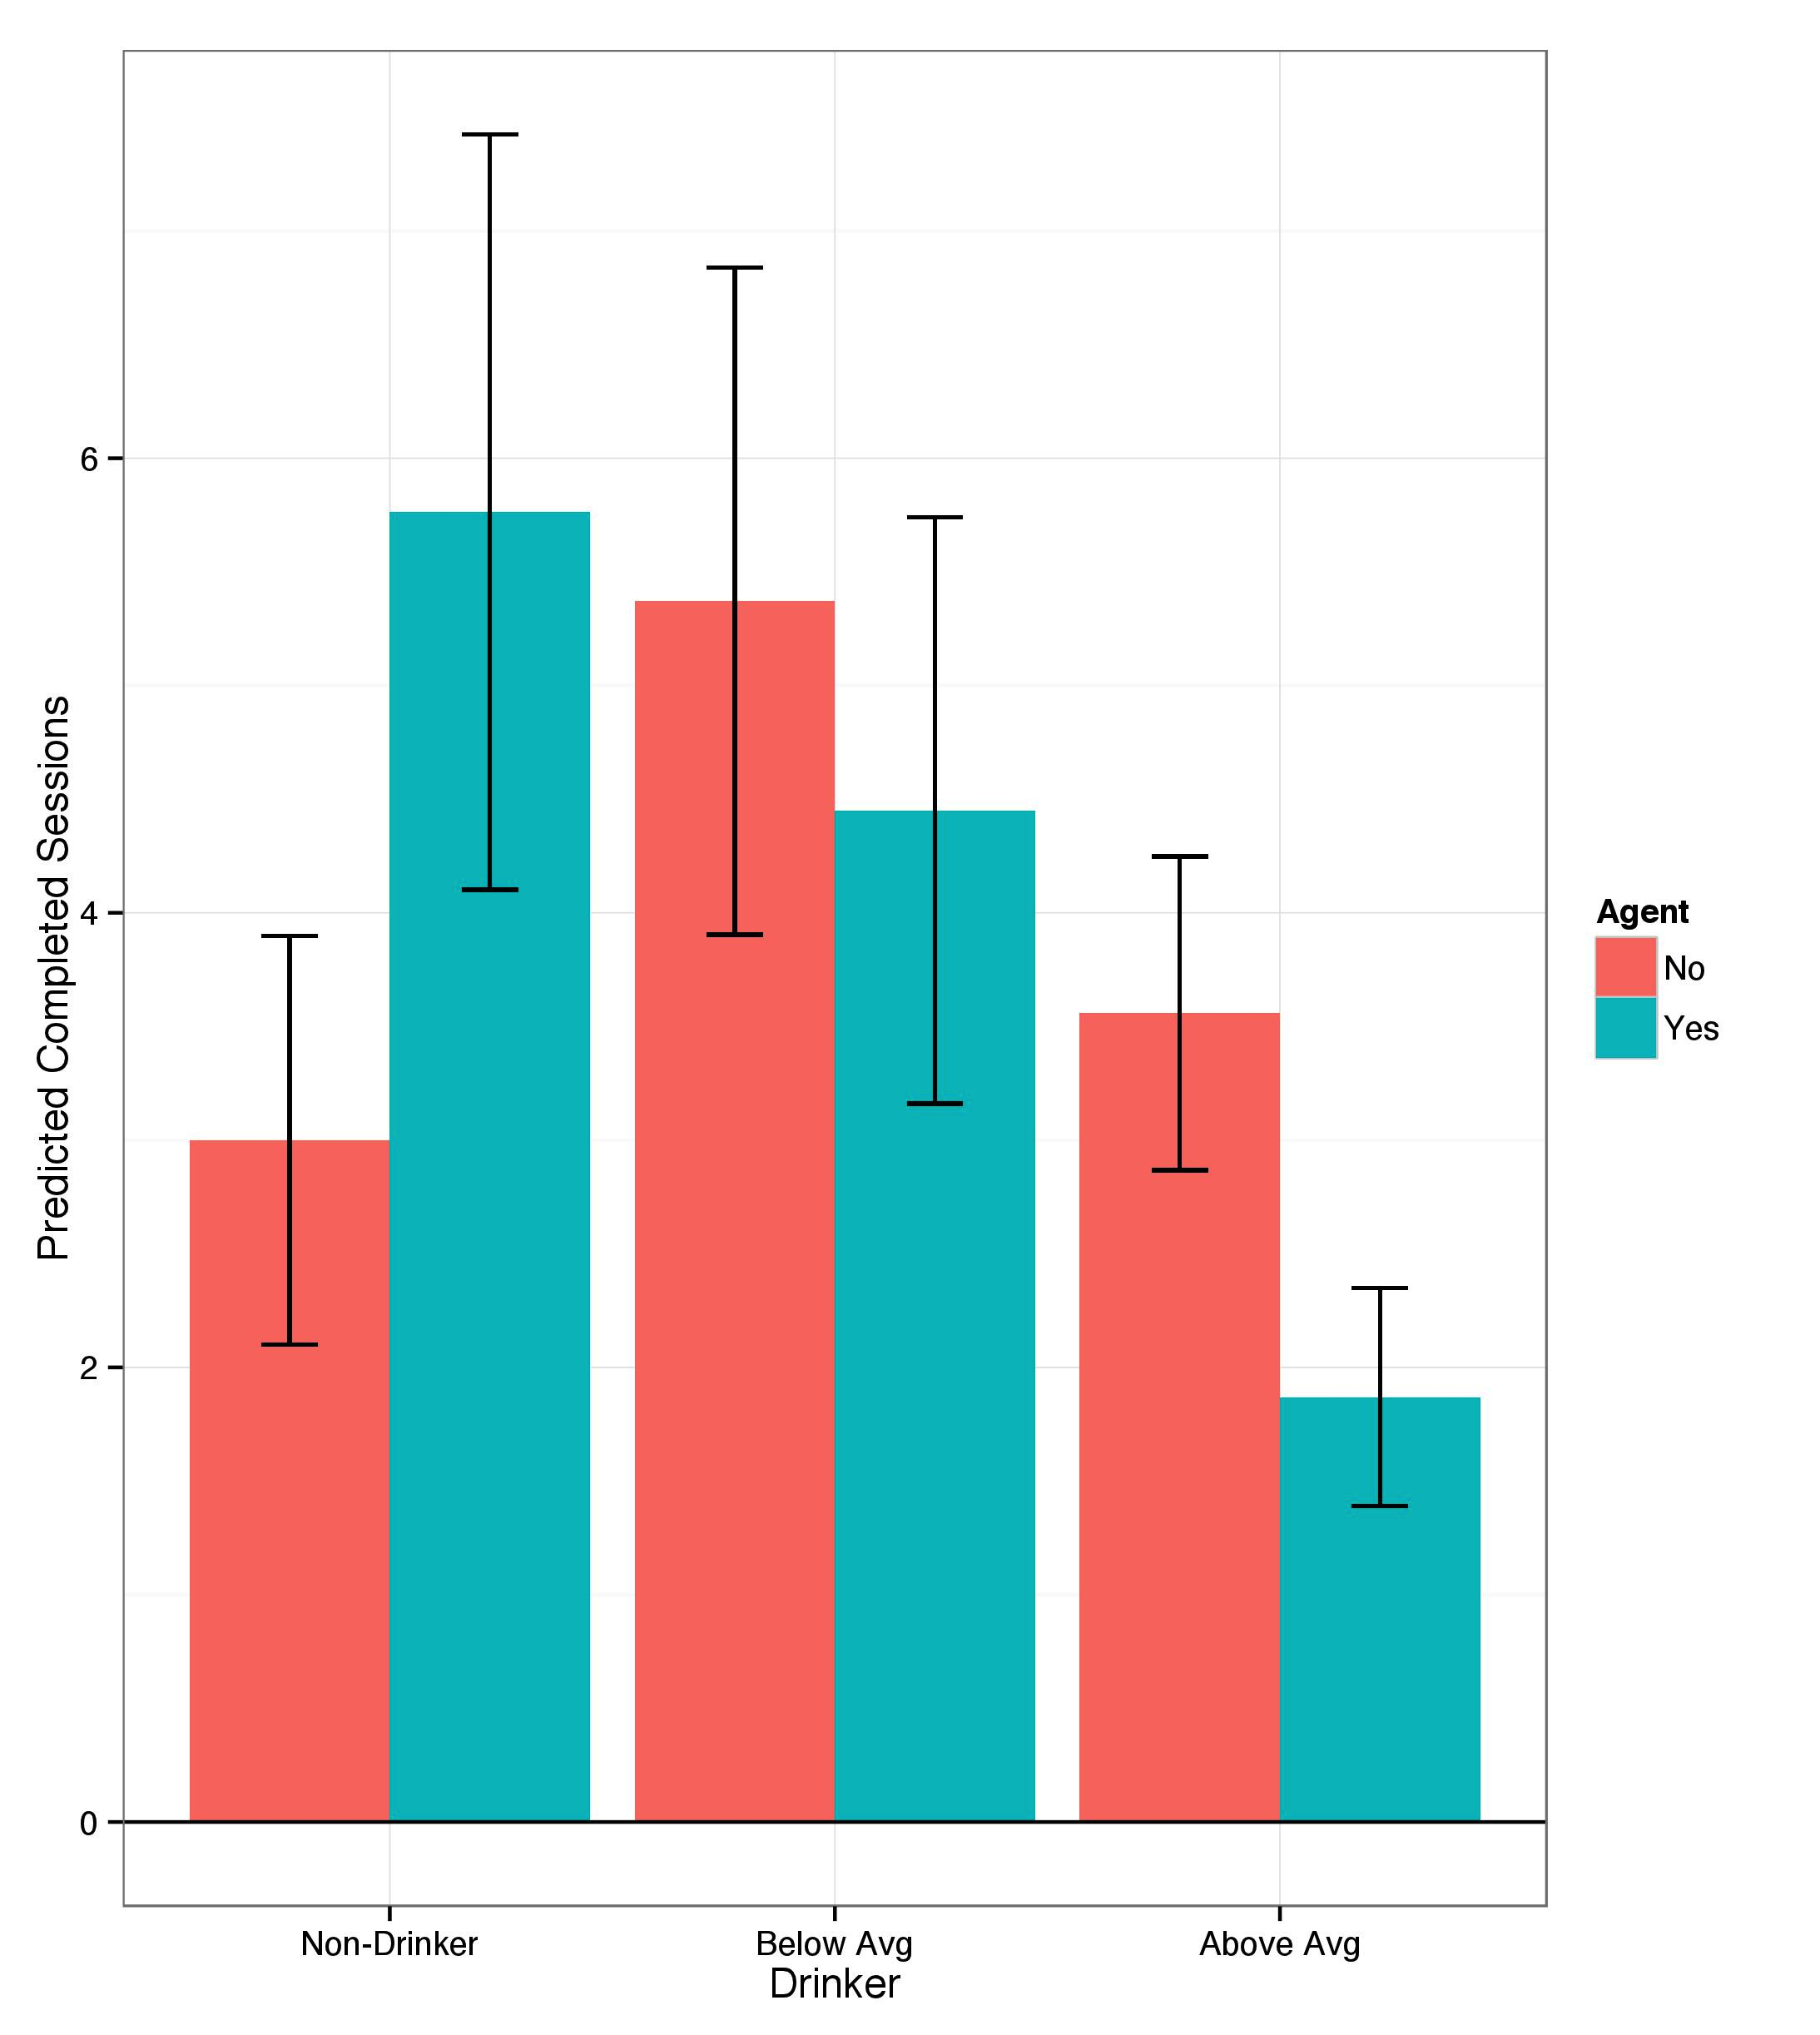 Predicted Completed Sessions
6
4
2
0
Non-Drinker
Below Avg
Above Avg
Drinker
Agent
No
Yes